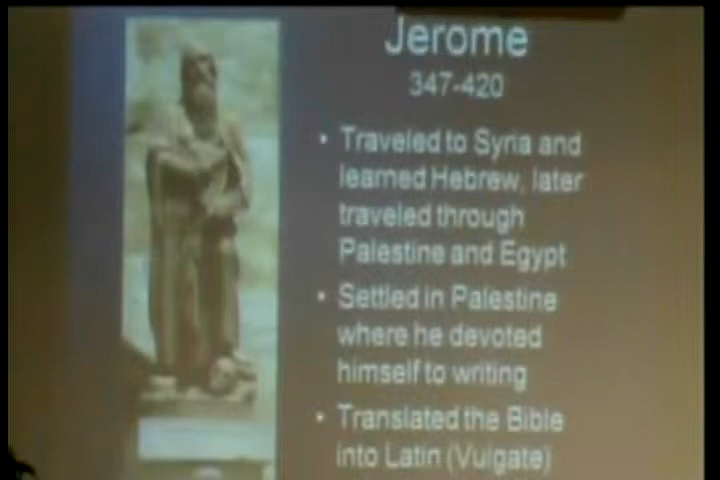 Jerome
347-420
• Traveled to Syria and
learned Hebrew, later
traveled through
Palestine and Egypt
• Settled in Palestine
where he devoted
himself to writing
• Translated the Bible
into Latin (Vulgate)